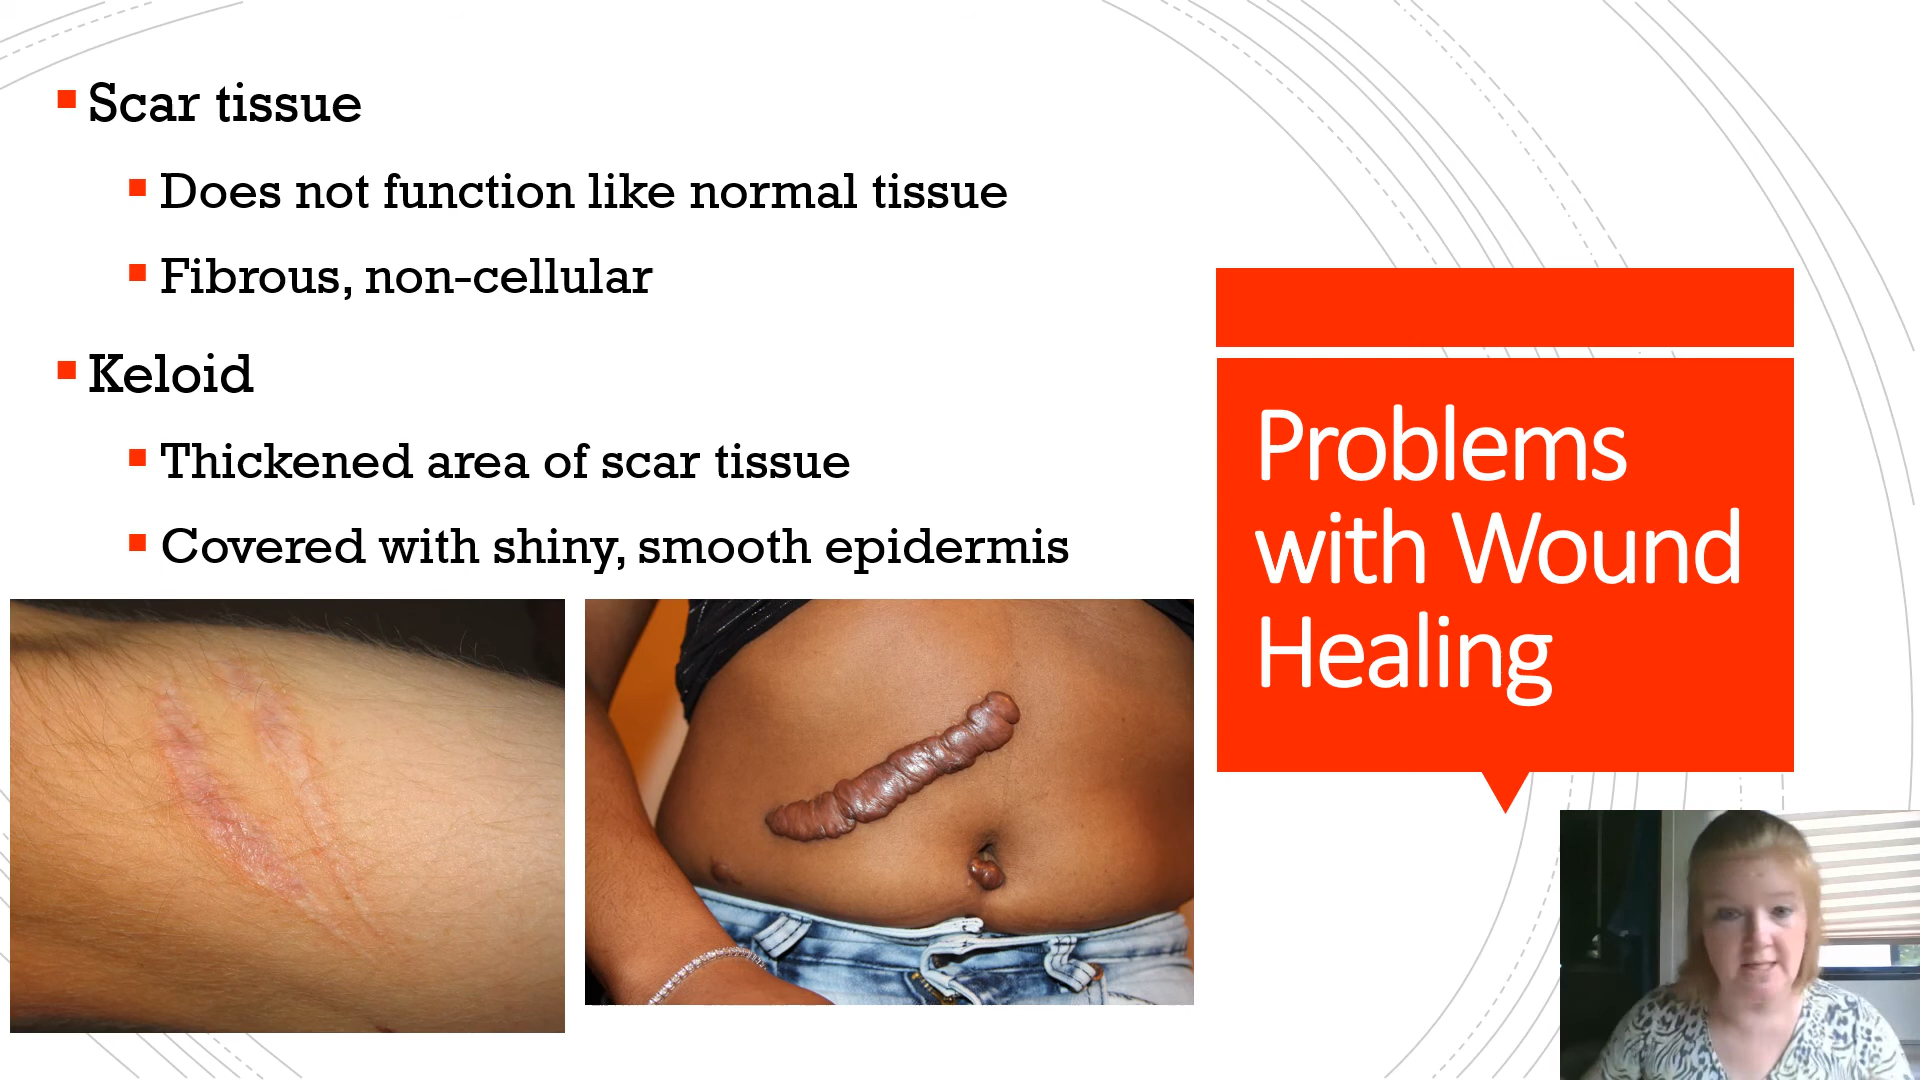 Scar tissue
Does not function like normal tissue
Fibrous, non-cellular
Keloid
Thickened area of scar tissue
Covered with shiny, smooth epidermis
Problems
with Wound
Healing